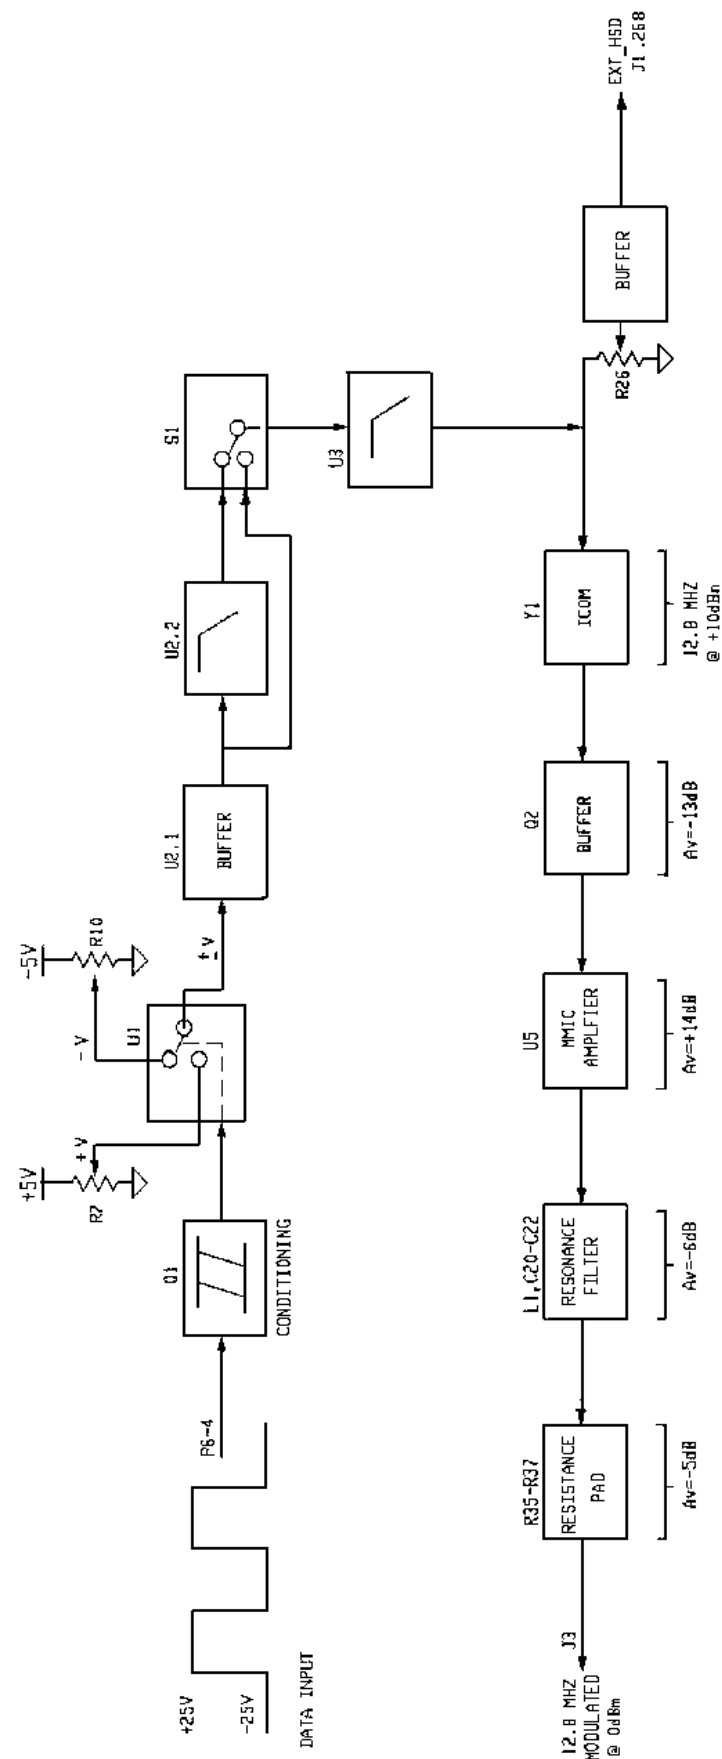 +25V
-25V
DATA INPUT
P6-4
Q1
CONDITIONING
+5V
R7
+V
-5V
R10
-V
U1
±V
U2.1
BUFFER
U2.2
S1
U3
R26
BUFFER
EXT_HSD
J1.26B
Y1
ICOM
12.8 MHZ
@ +10dBm
Q2
BUFFER
Av=-13dB
U5
MMIC
AMPLFIER
Av=+14dB
L1,C20-C22
RESONANCE
FILTER
Av=-6dB
R35-R37
RESISTANCE
PAD
Av=-5dB
J3
12.8 MHZ
MODULATED
@ 0dBm